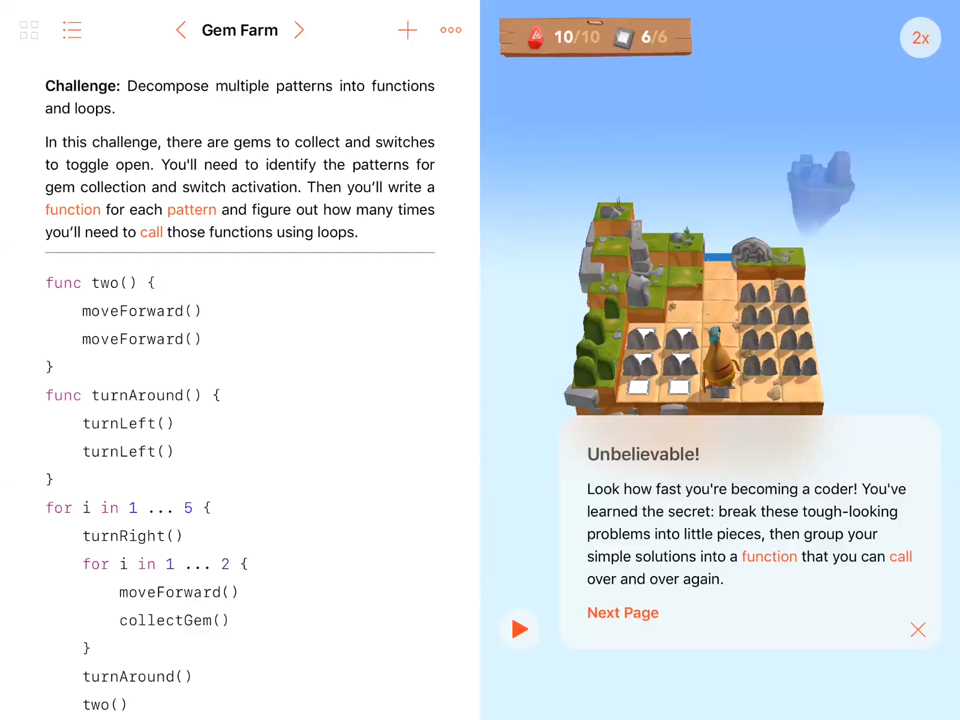 Gem Farm
Challenge: Decompose multiple patterns into functions
and loops.
In this challenge, there are gems to collect and switches
to toggle open. You'll need to identify the patterns for
gem collection and switch activation. Then you’ll write a
function for each pattern and figure out how many times
you’ll need to call those functions using loops.
func two() {
moveForward()
moveForward()
}
func turnAround() {
turnLeft()
turnLeft()
}
for i in 1 ... 5 {
turnRight()
for i in 1 ... 2 {
moveForward()
collectGem()
}
turnAround()
two()
10/10 6/6
2x
Unbelievable!
Look how fast you're becoming a coder! You've
learned the secret: break these tough-looking
problems into little pieces, then group your
simple solutions into a function that you can call
over and over again.
Next Page